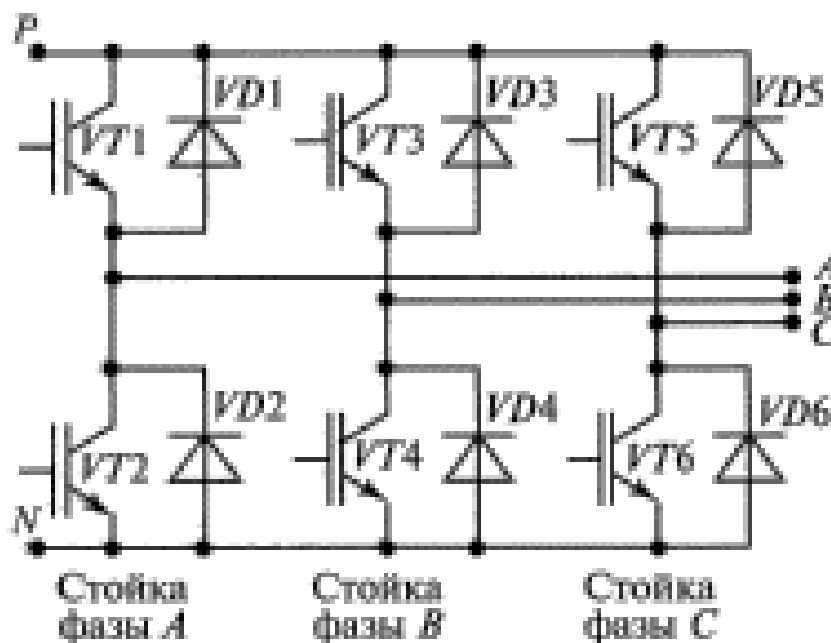 P
VD1
VD3
VD5
VT1
VT3
VT5
A
B
C
VD2
VD4
VD6
VT2
VT4
VT6
N
Стойка
фазы A
Стойка
фазы B
Стойка
фазы C